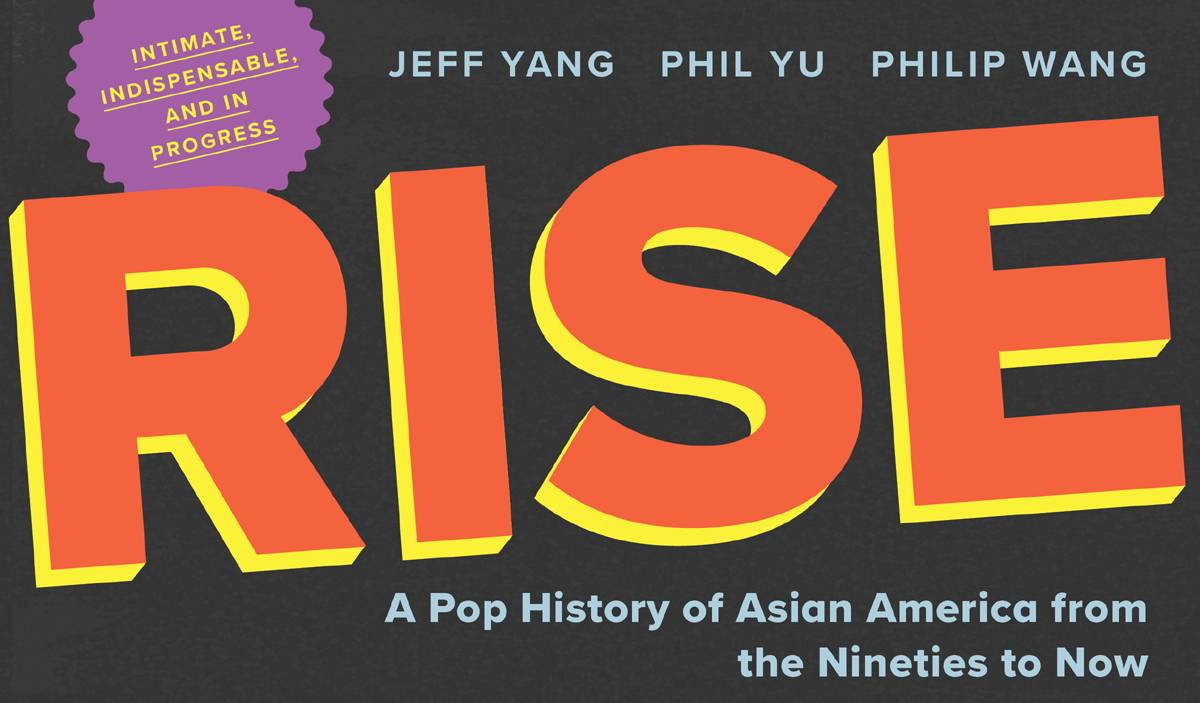 INTIMATE,
INDISPENSABLE,
AND IN
PROGRESS
JEFF YANG PHIL YU PHILIP WANG
RISE
A Pop History of Asian America from
the Nineties to Now